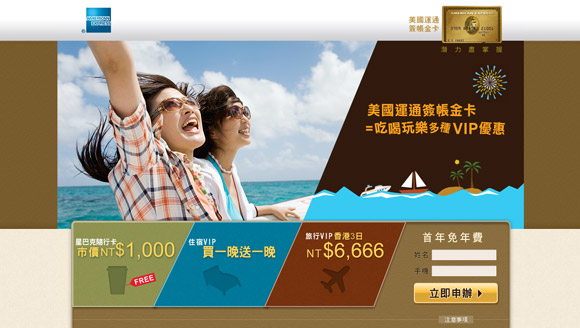 AMERICAN
EXPRESS
®
美國運通
簽帳金卡
AMERICAN EXPRESS
潛力盡掌握
美國運通簽帳金卡
=吃喝玩樂多種VIP優惠
星巴克隨行卡
市價NT$1,000
FREE
住宿VIP
買一晚送一晚
旅行VIP香港3日
NT$6,666
首年免年費
姓名
手機
立即申辦
注意事項